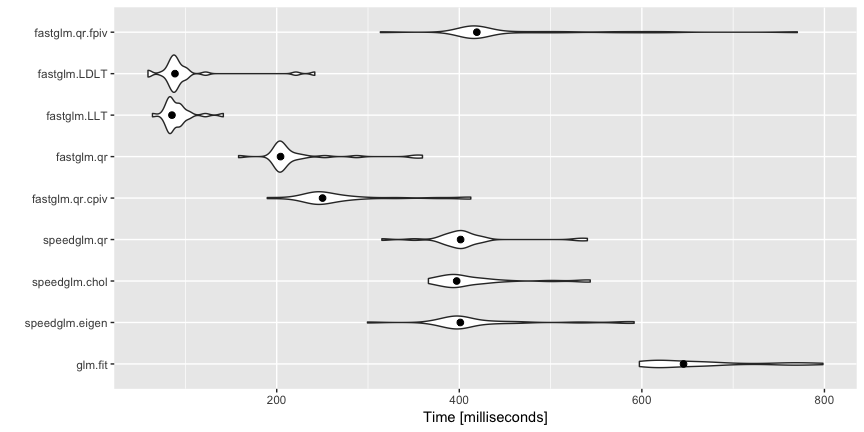 fastglm.qr.fpiv
fastglm.LDLT
fastglm.LLT
fastglm.qr
fastglm.qr.cpiv
speedglm.qr
speedglm.chol
speedglm.eigen
glm.fit
200 400 600 800
Time [milliseconds]